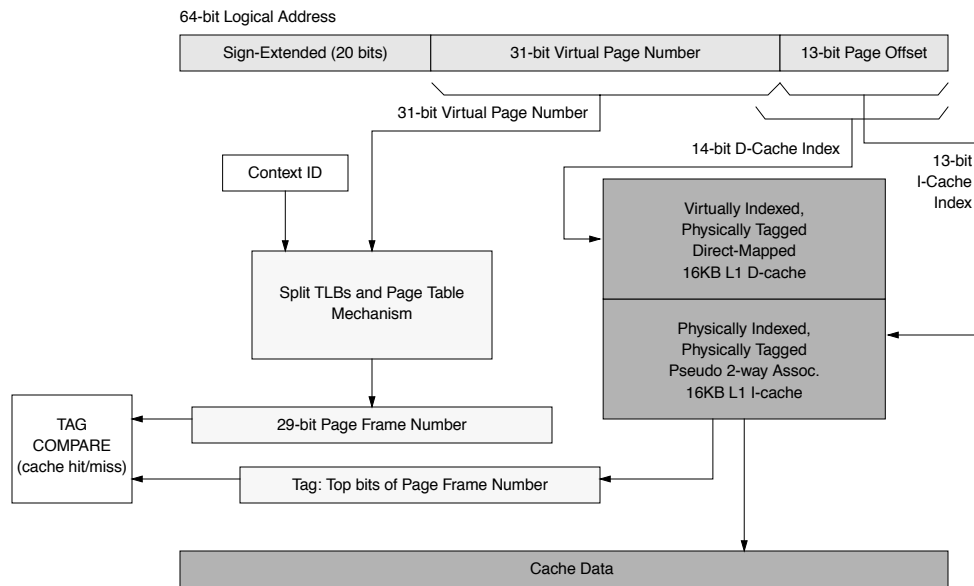 64-bit Logical Address
Sign-Extended (20 bits)
31-bit Virtual Page Number
13-bit Page Offset
31-bit Virtual Page Number
14-bit D-Cache Index
13-bit
I-Cache
Index
Context ID
Virtually Indexed,
Physically Tagged
Direct-Mapped
16KB L1 D-cache
Split TLBs and Page Table
Mechanism
Physically Indexed,
Physically Tagged
Pseudo 2-way Assoc.
16KB L1 I-cache
TAG
COMPARE
(cache hit/miss)
29-bit Page Frame Number
Tag: Top bits of Page Frame Number
Cache Data